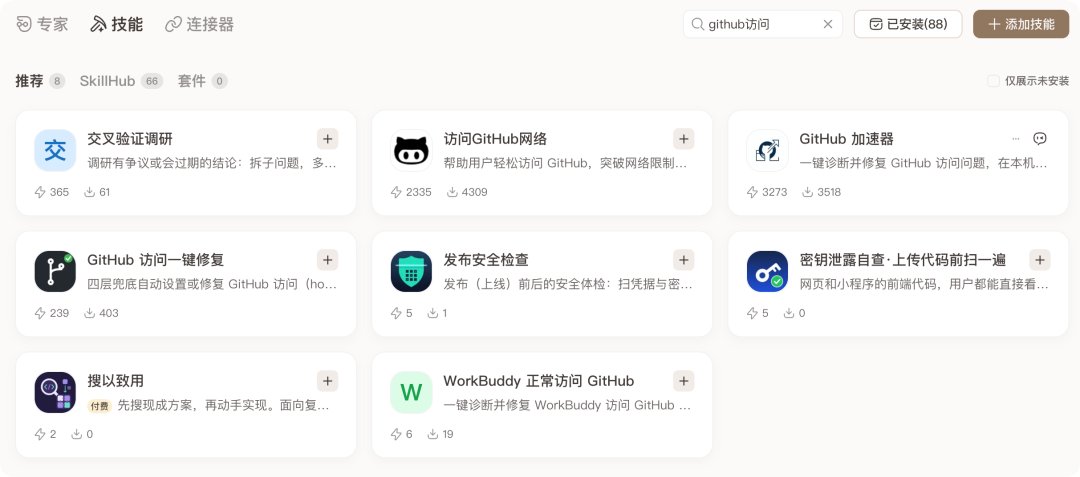 专家 技能 连接器 github访问 已安装(88) 添加技能
推荐 8 SkillHub 66 套件 0 仅展示未安装
交 交叉验证调研
调研有争议或会过期的结论：拆子问题，多...
365 61
访问GitHub网络
帮助用户轻松访问 GitHub，突破网络限制...
2335 4309
GitHub 加速器
一键诊断并修复 GitHub 访问问题，在本机...
3273 3518
GitHub 访问一键修复
四层兜底自动设置或修复 GitHub 访问（ho...
239 403
发布安全检查
发布（上线）前后的安全体检：扫凭据与密...
5 1
密钥泄露自查·上传代码前扫一遍
网页和小程序的前端代码，用户都能直接看...
5 0
搜以致用
付费 先搜现成方案，再动手实现。面向复...
2 0
W WorkBuddy 正常访问 GitHub
一键诊断并修复 WorkBuddy 访问 GitHub ...
6 19